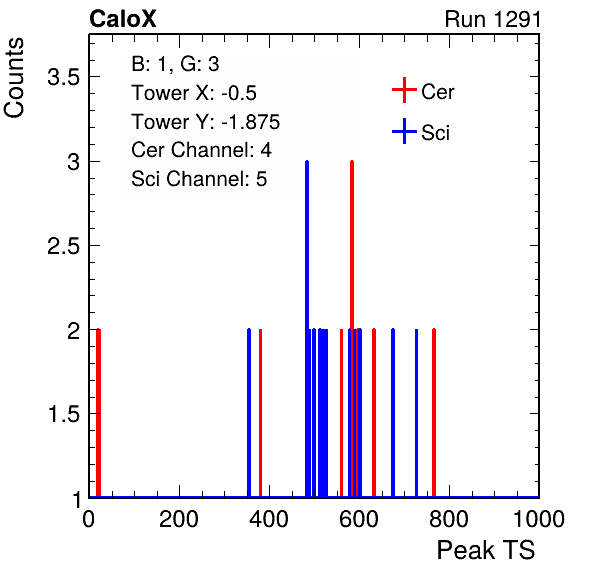 CaloX Run 1291
Counts
B: 1, G: 3
Tower X: -0.5
Tower Y: -1.875
Cer Channel: 4
Sci Channel: 5
Cer
Sci
3.5
3
2.5
2
1.5
1
0 200 400 600 800 1000
Peak TS